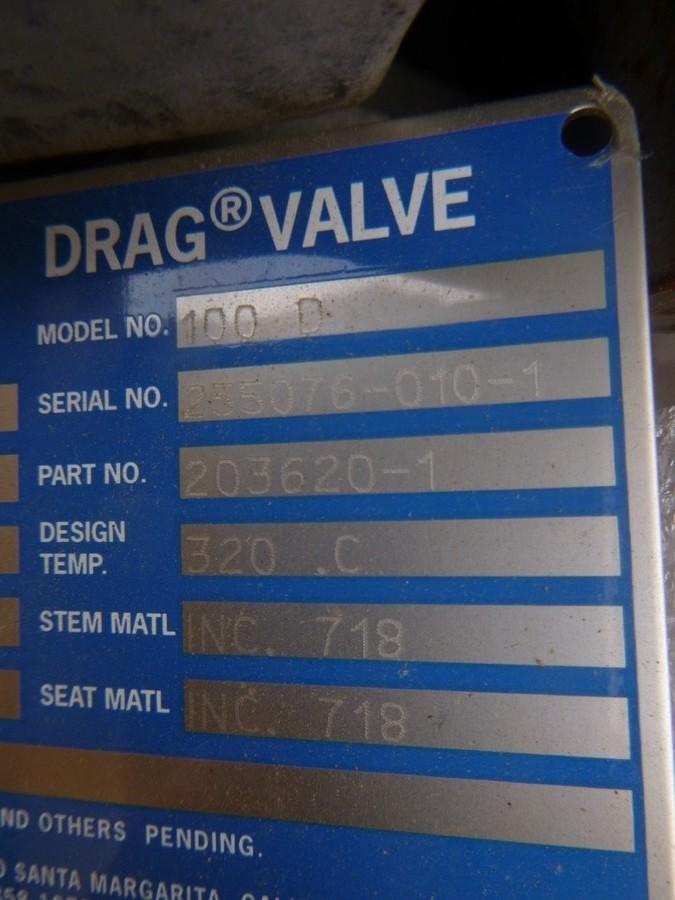 DRAG® VALVE
MODEL NO. 100 D
SERIAL NO. 235076-010-1
PART NO. 203620-1
DESIGN TEMP. 320 .C
STEM MATL INC. 718
SEAT MATL INC. 718
ND OTHERS PENDING.
O SANTA MARGARITA